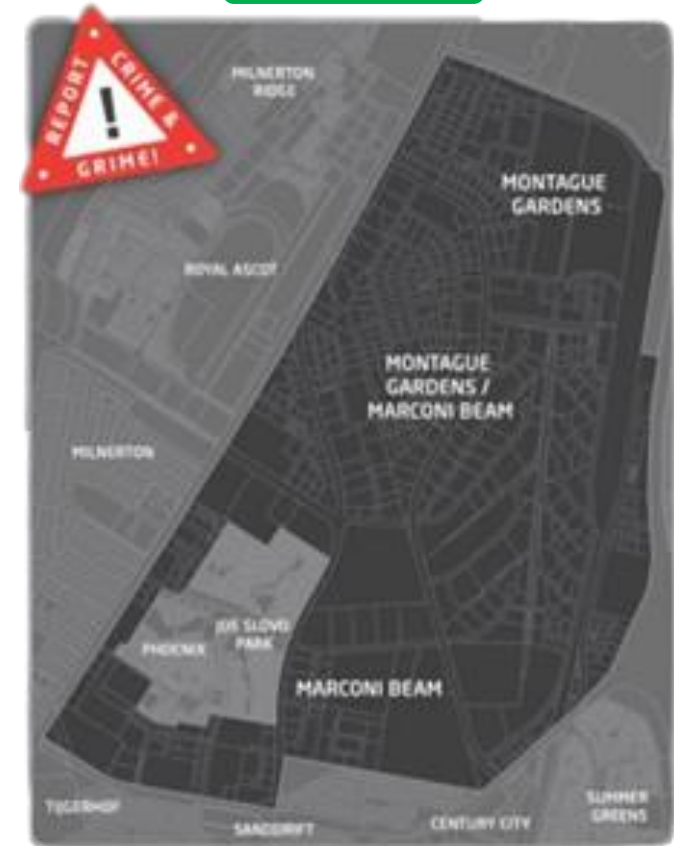 REPORT CRIME & GRIME!
!
MILNERTON
RIDGE
MONTAGUE
GARDENS
ROYAL ASCOT
MONTAGUE
GARDENS /
MARCONI BEAM
MILNERTON
JOE SLOVO
PARK
PHOENIX
MARCONI BEAM
TIJGERHOF
SANDDRIFT
CENTURY CITY
SUMMER
GREENS